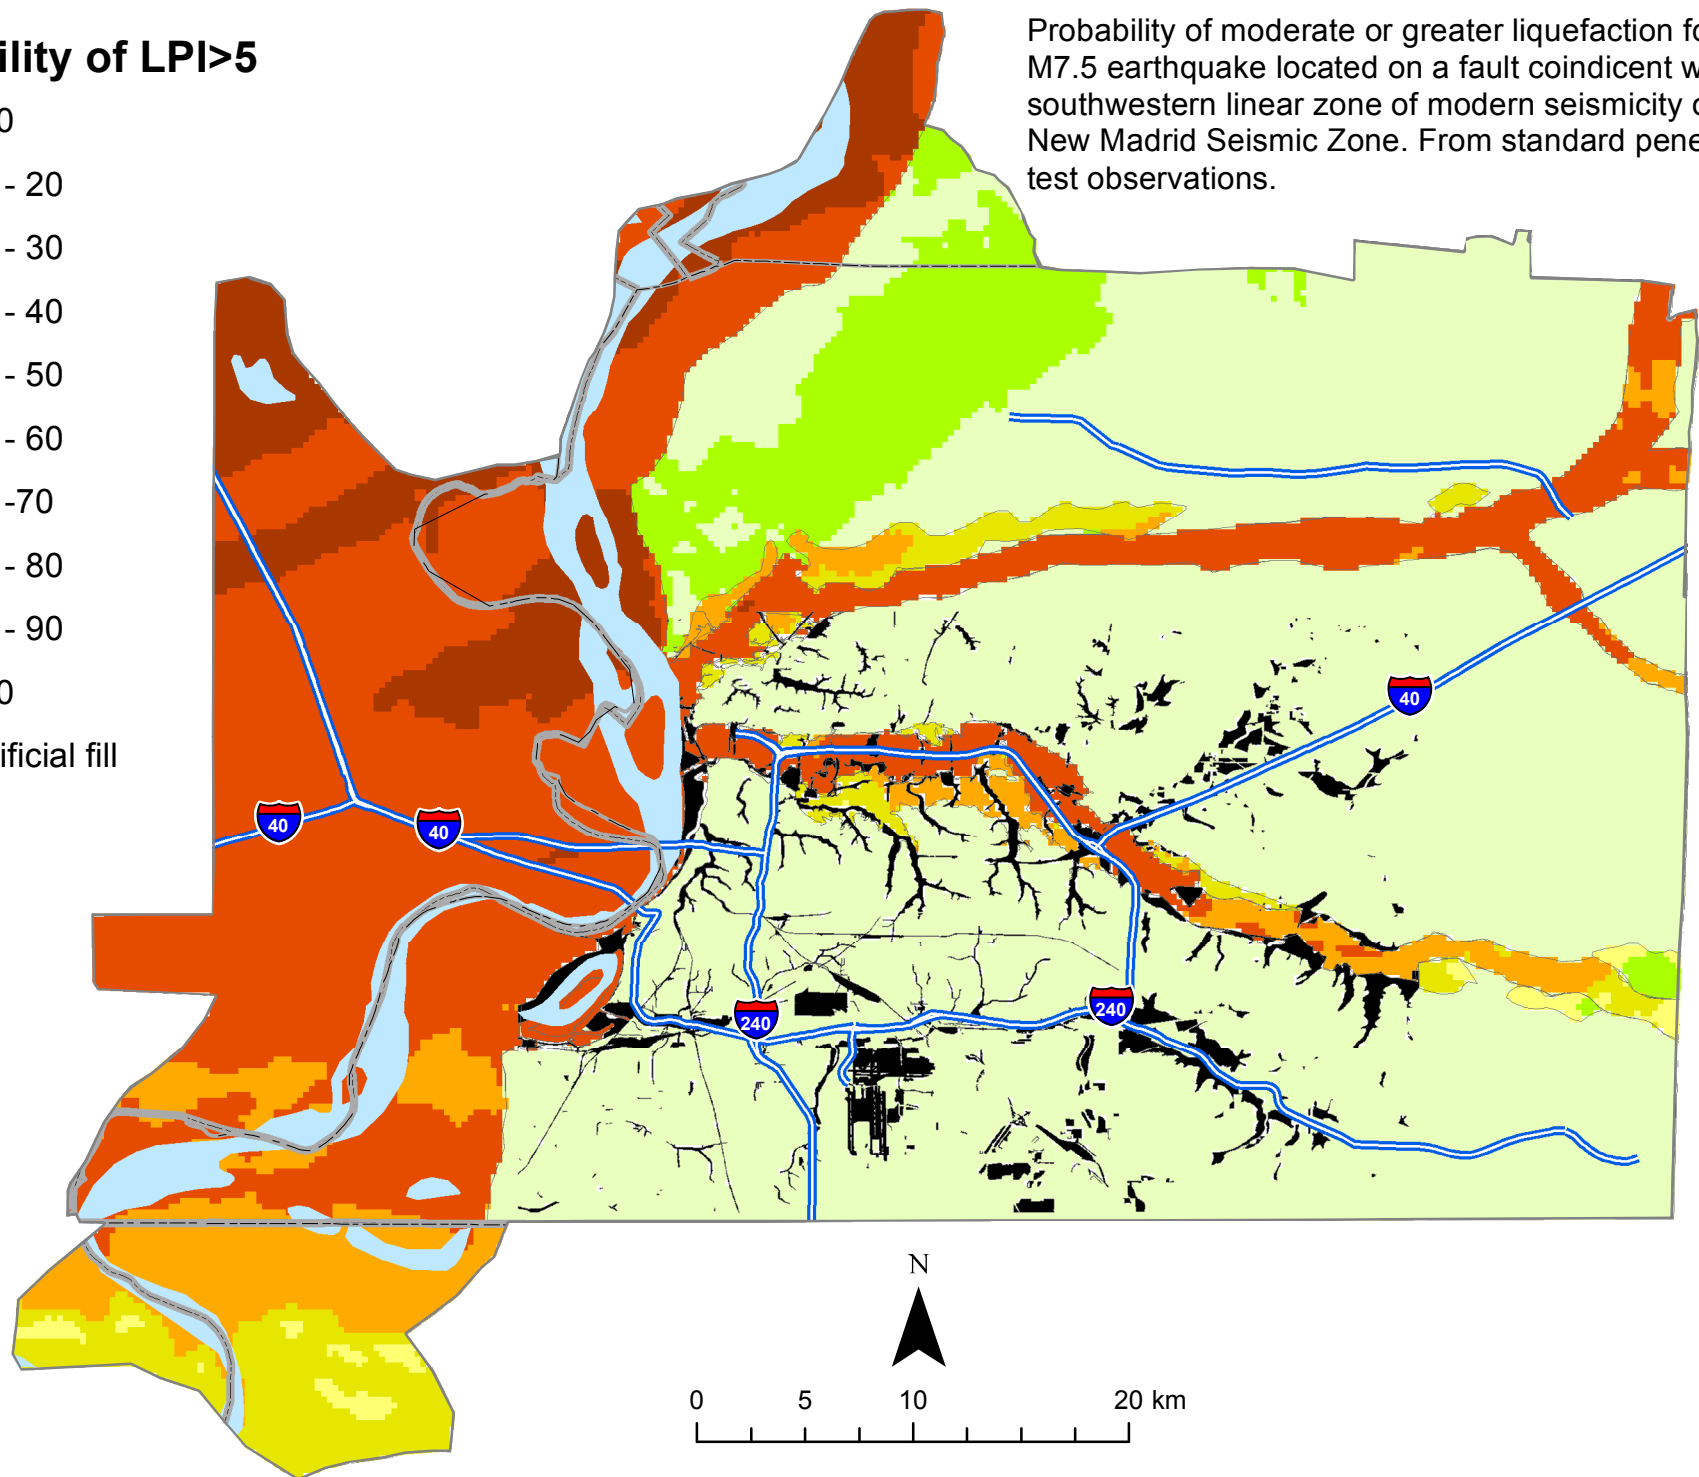 ility of LPI>5
0
- 20
- 30
- 40
- 50
- 60
-70
- 80
- 90
0
ificial fill
Probability of moderate or greater liquefaction fo
M7.5 earthquake located on a fault coindicent w
southwestern linear zone of modern seismicity o
New Madrid Seismic Zone. From standard pene
test observations.
40
40
40
240
240
N
0 5 10 20 km